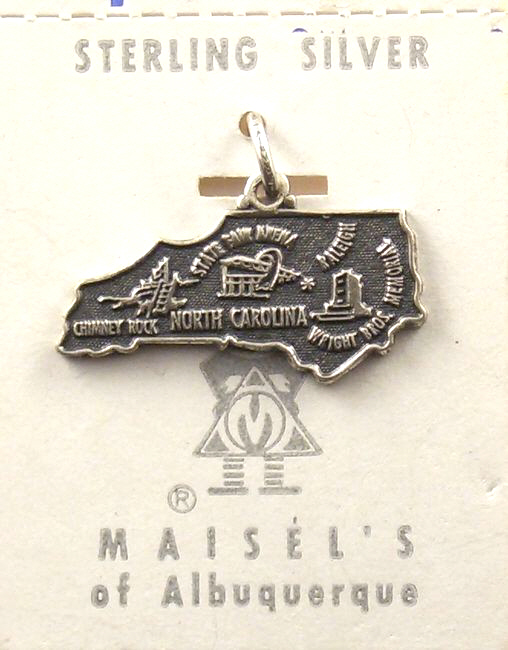 STERLING SILVER
STATE FAIR ARENA
RALEIGH
*
CHIMNEY ROCK
NORTH CAROLINA
WRIGHT BROS. MEMORIAL
M
®
MAISÉL'S
of Albuquerque